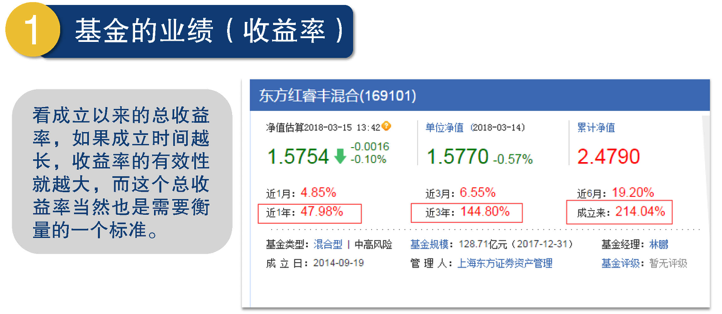 1 基金的业绩（收益率）
看成立以来的总收益
率，如果成立时间越
长，收益率的有效性
就越大，而这个总收
益率当然也是需要衡
量的一个标准。
东方红睿丰混合(169101)
净值估算2018-03-15 13:42 单位净值 (2018-03-14) 累计净值
1.5754 -0.0016 -0.10% 1.5770 -0.57% 2.4790
近1月：4.85% 近3月：6.55% 近6月：19.20%
近1年：47.98% 近3年：144.80% 成立来：214.04%
基金类型：混合型 | 中高风险 基金规模：128.71亿元（2017-12-31） 基金经理：林鹏
成 立 日：2014-09-19 管 理 人：上海东方证券资产管理 基金评级：暂无评级